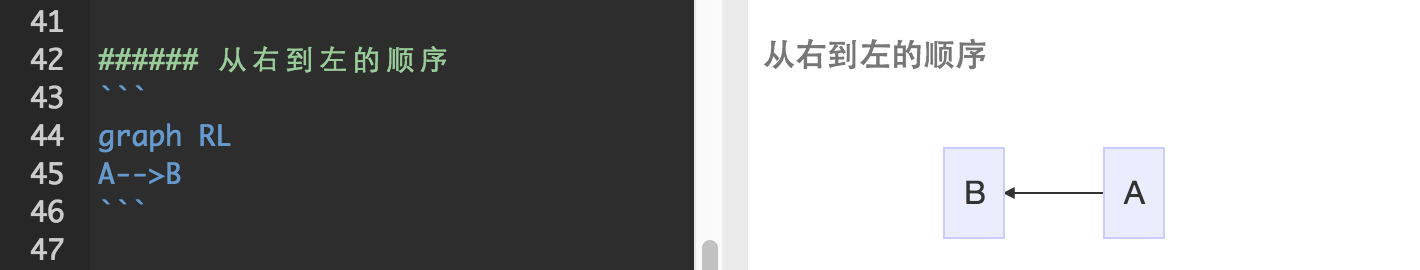 41
42 ###### 从右到左的顺序
43 ```
44 graph RL
45 A-->B
46 ```
47
从右到左的顺序
B A